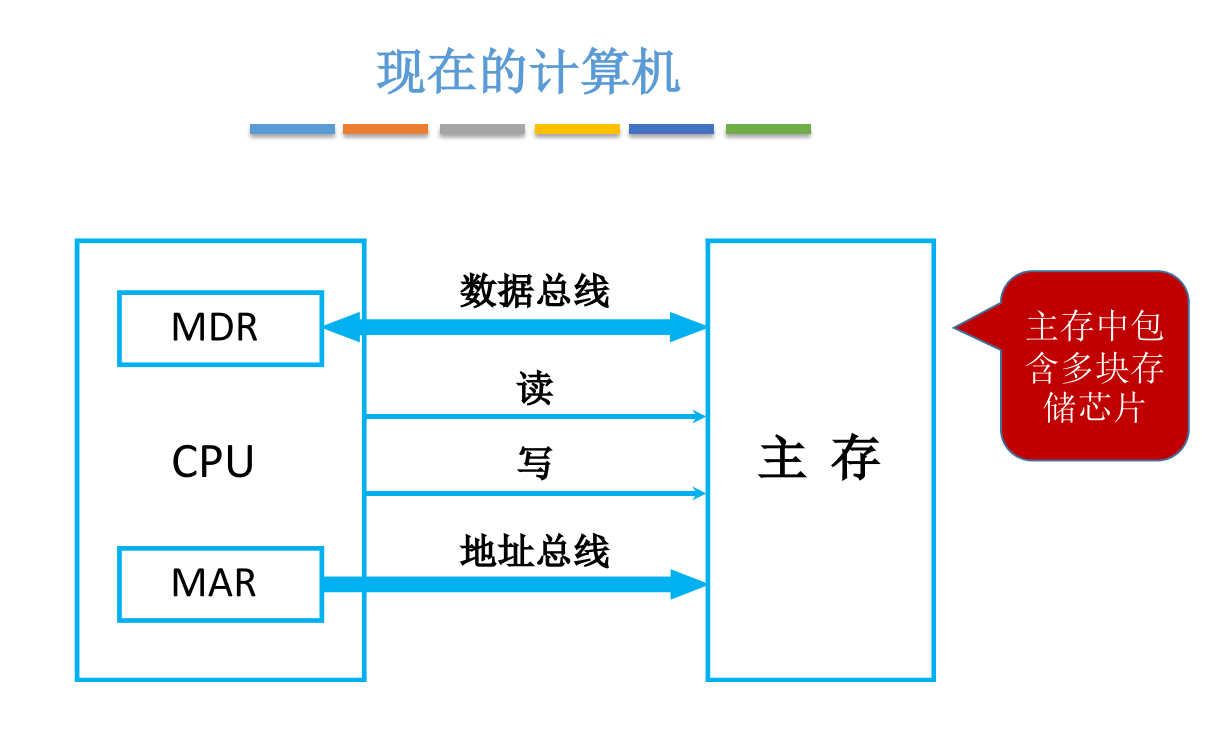 现在的计算机
数据总线
MDR
主存中包
含多块存
储芯片
读
CPU
写
主 存
地址总线
MAR